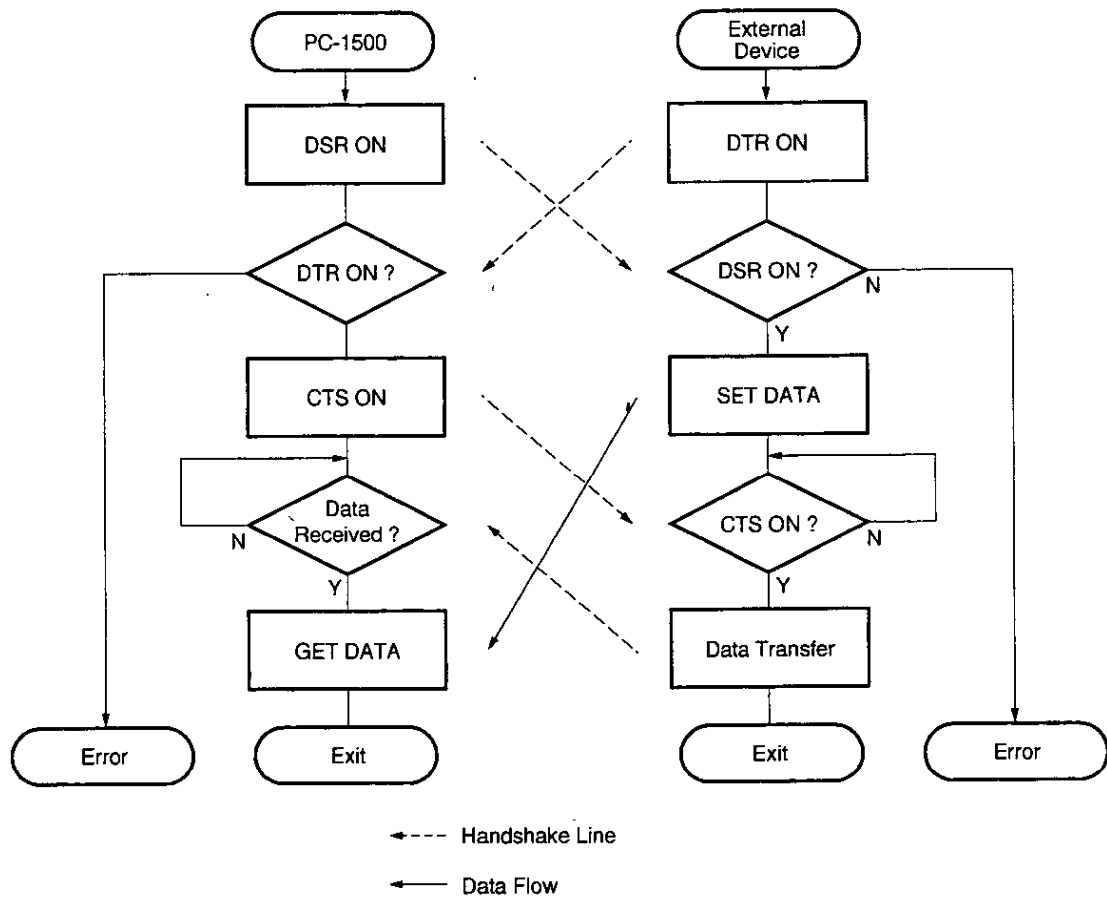 PC-1500
External
Device
DSR ON
DTR ON
DTR ON ?
DSR ON ?
N
Y
CTS ON
SET DATA
Data
Received ?
N
Y
CTS ON ?
N
Y
GET DATA
Data Transfer
Error
Exit
Exit
Error
Handshake Line
Data Flow